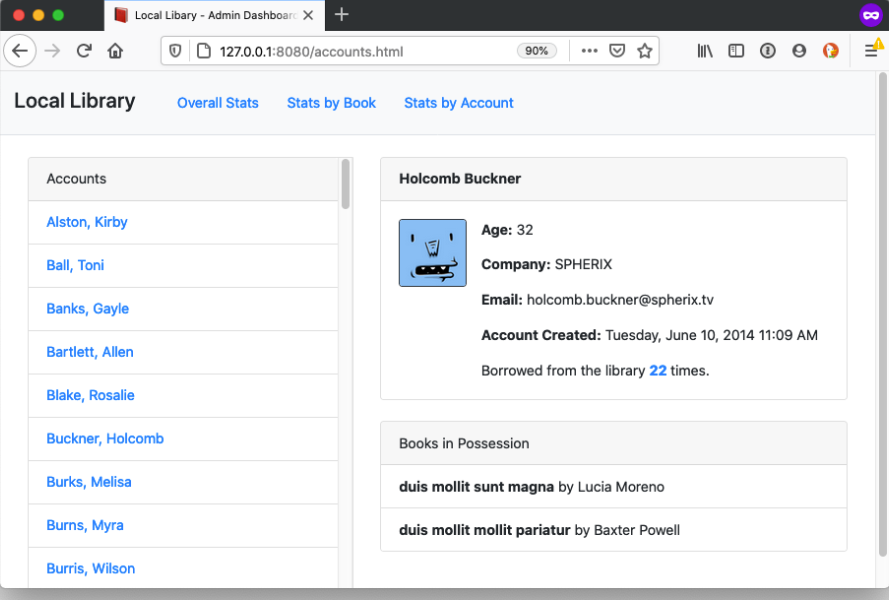 Local Libary - Admin Dashboard
127.0.0.1:8080/accounts.html
90%
Local Library
Overall Stats
Stats by Book
Stats by Account
Accounts
Alston, Kirby
Ball, Toni
Banks, Gayle
Bartlett, Allen
Blake, Rosalie
Buckner, Holcomb
Burks, Melisa
Burns, Myra
Burris, Wilson
Holcomb Buckner
Age: 32
Company: SPHERIX
Email: holcomb.buckner@spherix.tv
Account Created: Tuesday, June 10, 2014 11:09 AM
Borrowed from the library 22 times.
Books in Possession
duis mollit sunt magna by Lucia Moreno
duis mollit mollit pariatur by Baxter Powell